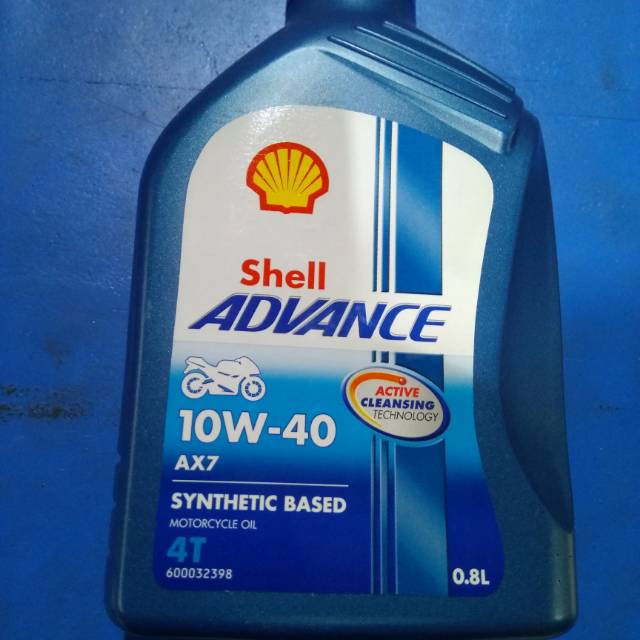 Shell
ADVANCE
ACTIVE
CLEANSING
TECHNOLOGY
10W-40
AX7
SYNTHETIC BASED
MOTORCYCLE OIL
4T
600032398
0.8L